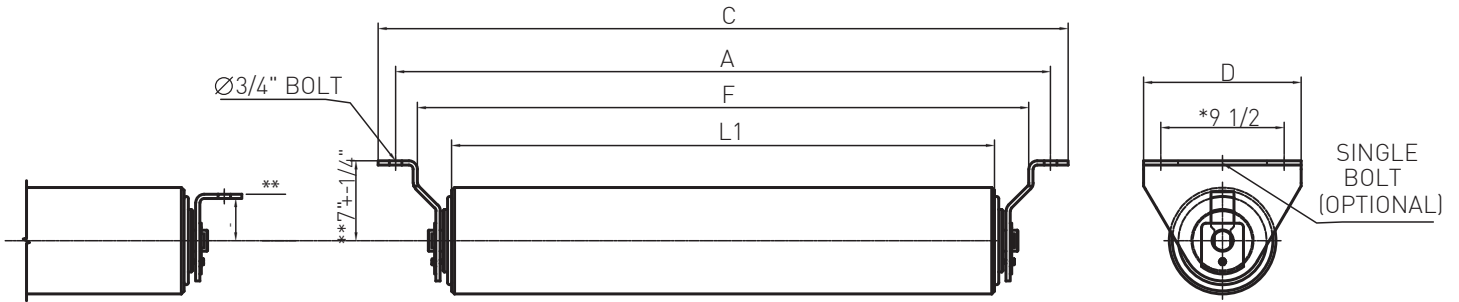 C
A
Ø3/4" BOLT
F
L1
D
*9 1/2
SINGLE
BOLT
(OPTIONAL)
**
**7"+-1/4"
-